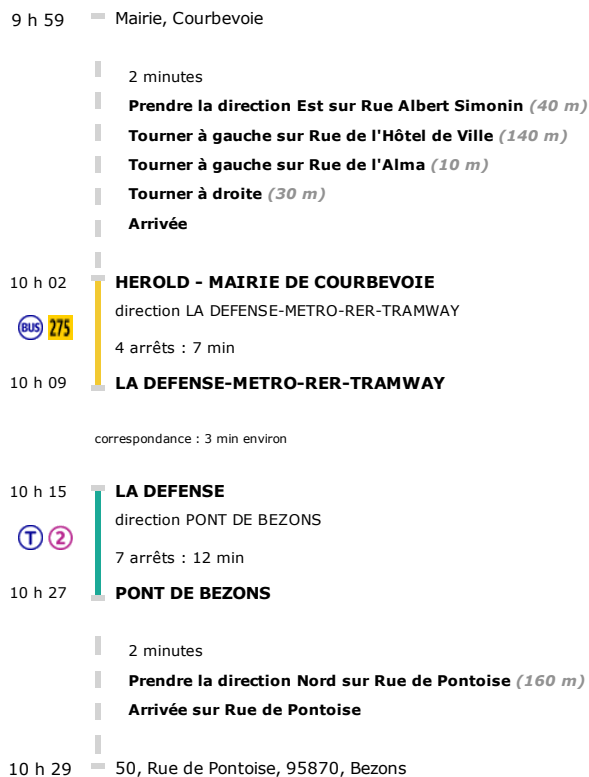 9 h 59 Mairie, Courbevoie
2 minutes
Prendre la direction Est sur Rue Albert Simonin (40 m)
Tourner à gauche sur Rue de l'Hôtel de Ville (140 m)
Tourner à gauche sur Rue de l'Alma (10 m)
Tourner à droite (30 m)
Arrivée
10 h 02 HEROLD - MAIRIE DE COURBEVOIE
direction LA DEFENSE-METRO-RER-TRAMWAY
BUS 275
4 arrêts : 7 min
10 h 09 LA DEFENSE-METRO-RER-TRAMWAY
correspondance : 3 min environ
10 h 15 LA DEFENSE
direction PONT DE BEZONS
T 2
7 arrêts : 12 min
10 h 27 PONT DE BEZONS
2 minutes
Prendre la direction Nord sur Rue de Pontoise (160 m)
Arrivée sur Rue de Pontoise
10 h 29 50, Rue de Pontoise, 95870, Bezons